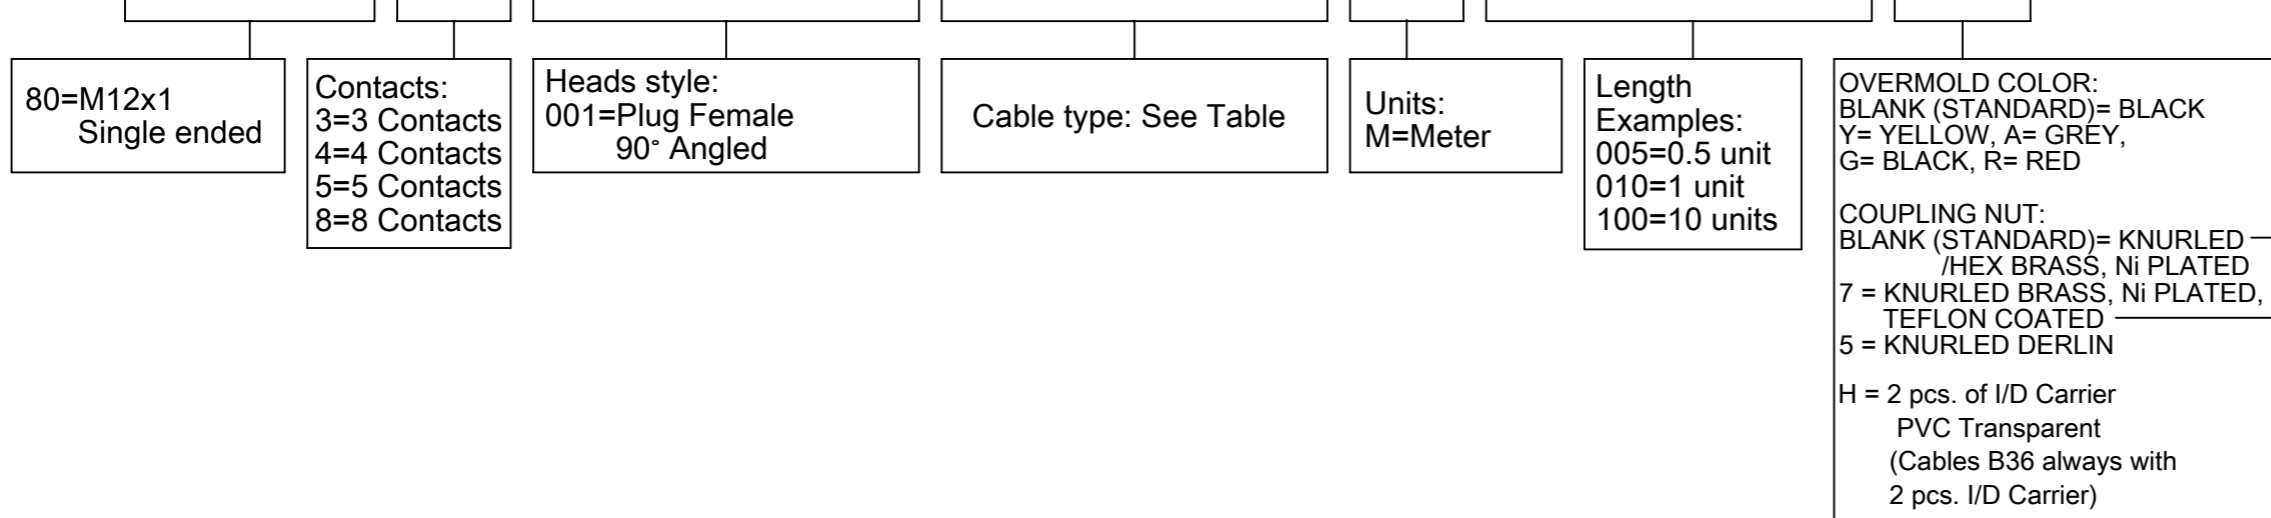 80=M12x1
Single ended
Contacts:
3=3 Contacts
4=4 Contacts
5=5 Contacts
8=8 Contacts
Heads style:
001=Plug Female
90° Angled
Cable type: See Table
Units:
M=Meter
Length
Examples:
005=0.5 unit
010=1 unit
100=10 units
OVERMOLD COLOR:
BLANK (STANDARD)= BLACK
Y= YELLOW, A= GREY,
G= BLACK, R= RED
COUPLING NUT:
BLANK (STANDARD)= KNURLED
/HEX BRASS, Ni PLATED
7 = KNURLED BRASS, Ni PLATED,
TEFLON COATED
5 = KNURLED DERLIN
H = 2 pcs. of I/D Carrier
PVC Transparent
(Cables B36 always with
2 pcs. I/D Carrier)